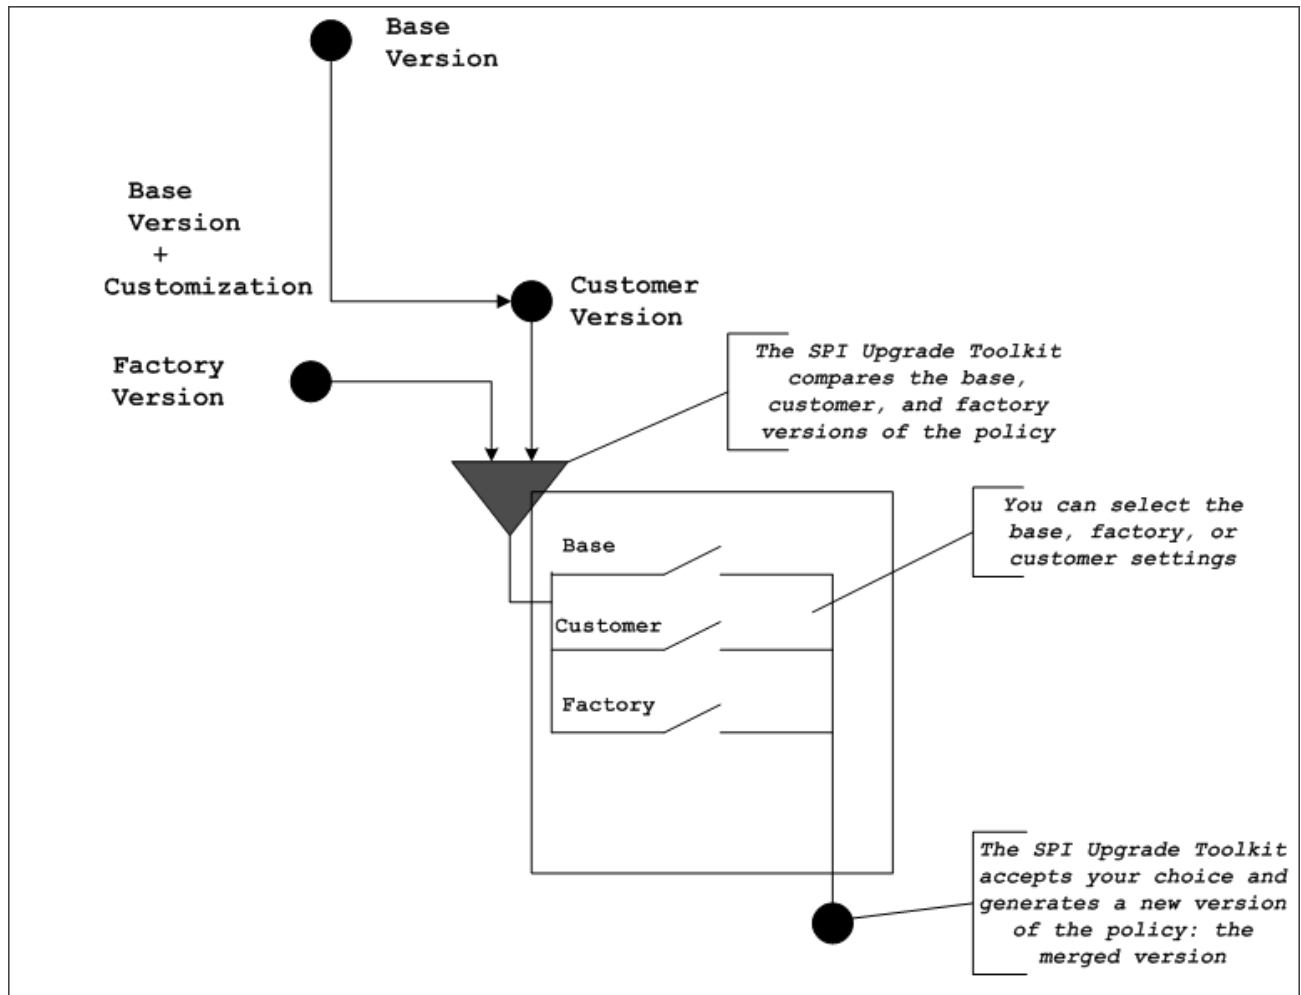 Base
Version
Base
Version
+
Customization
Customer
Version
Factory
Version
The SPI Upgrade Toolkit
compares the base,
customer, and factory
versions of the policy
You can select the
base, factory, or
customer settings
Base
Customer
Factory
The SPI Upgrade Toolkit
accepts your choice and
generates a new version
of the policy: the
merged version